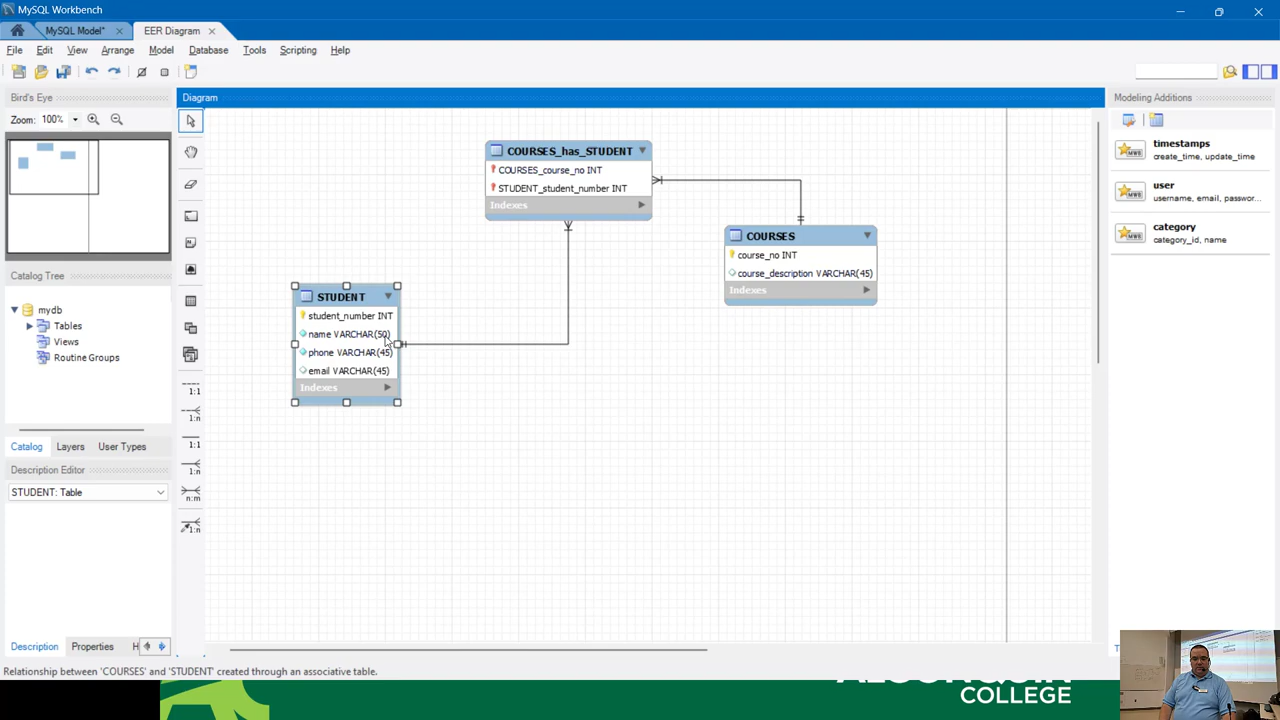 MySQL Workbench
MySQL Model*
EER Diagram
File Edit View Arrange Model Database Tools Scripting Help
Bird's Eye
Zoom: 100%
Catalog Tree
mydb
Tables
Views
Routine Groups
Catalog Layers User Types
Description Editor
STUDENT: Table
Description Properties H
Diagram
1:1
1:n
1:1
1:n
n:m
1:n
COURSES_has_STUDENT
COURSES_course_no INT
STUDENT_student_number INT
Indexes
COURSES
course_no INT
course_description VARCHAR(45)
Indexes
STUDENT
student_number INT
name VARCHAR(50)
phone VARCHAR(45)
email VARCHAR(45)
Indexes
Modeling Additions
timestamps
create_time, update_time
user
username, email, passwor...
category
category_id, name
Relationship between 'COURSES' and 'STUDENT' created through an associative table.
ALGONQUIN
COLLEGE